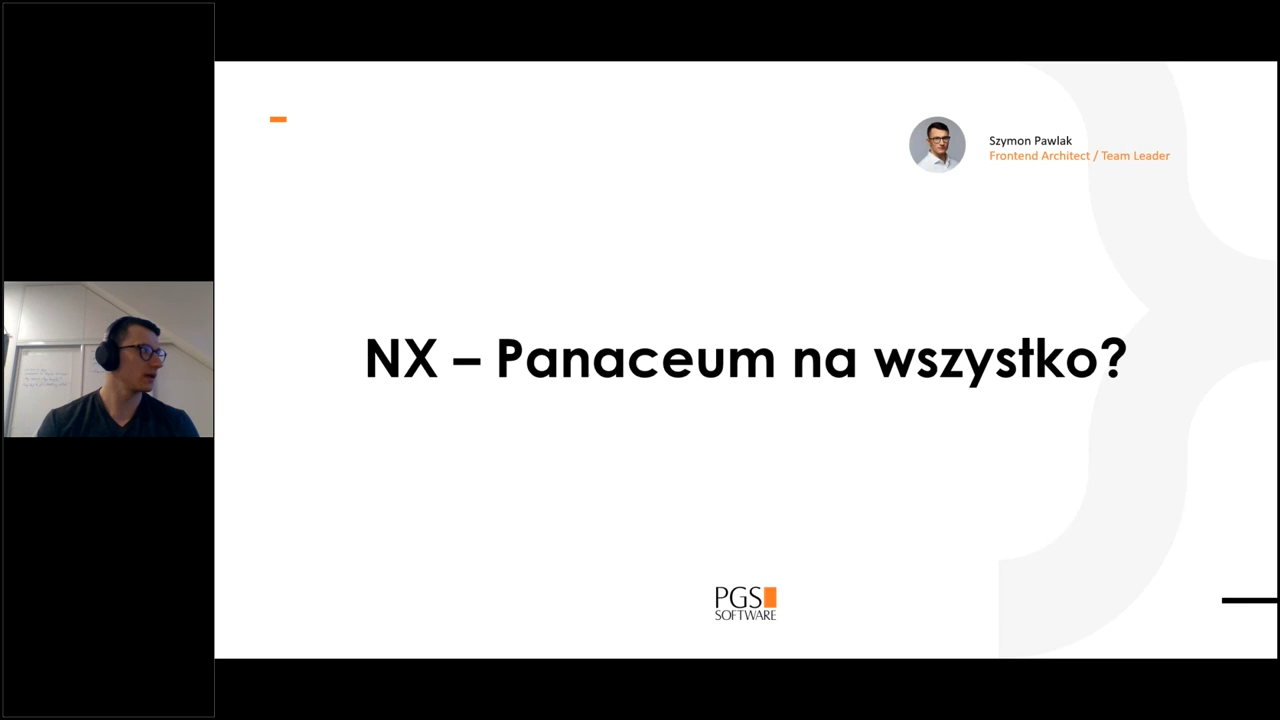 Szymon Pawlak
Frontend Architect / Team Leader
NX – Panaceum na wszystko?
PGS
SOFTWARE